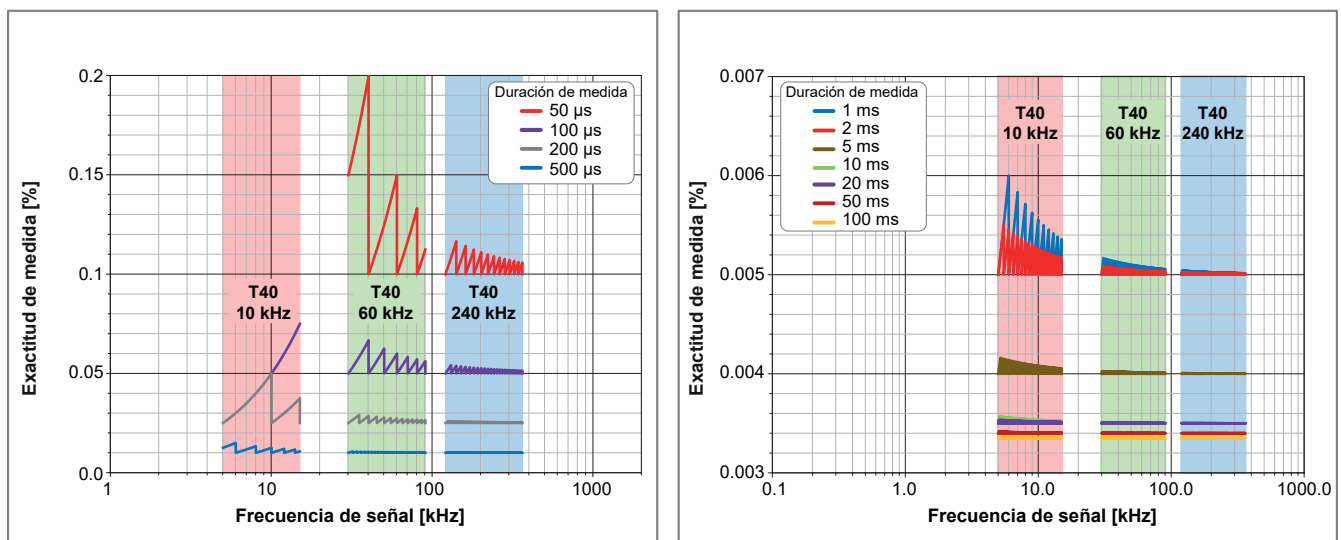 0.2
0.15
0.1
0.05
0.0
Exactitud de medida [%]
Duración de medida
50 µs
100 µs
200 µs
500 µs
T40
10 kHz
T40
60 kHz
T40
240 kHz
1
10
100
1000
Frecuencia de señal [kHz]
0.007
0.006
0.005
0.004
0.003
Exactitud de medida [%]
Duración de medida
1 ms
2 ms
5 ms
10 ms
20 ms
50 ms
100 ms
T40
10 kHz
T40
60 kHz
T40
240 kHz
0.1
1.0
10.0
100.0
1000.0
Frecuencia de señal [kHz]